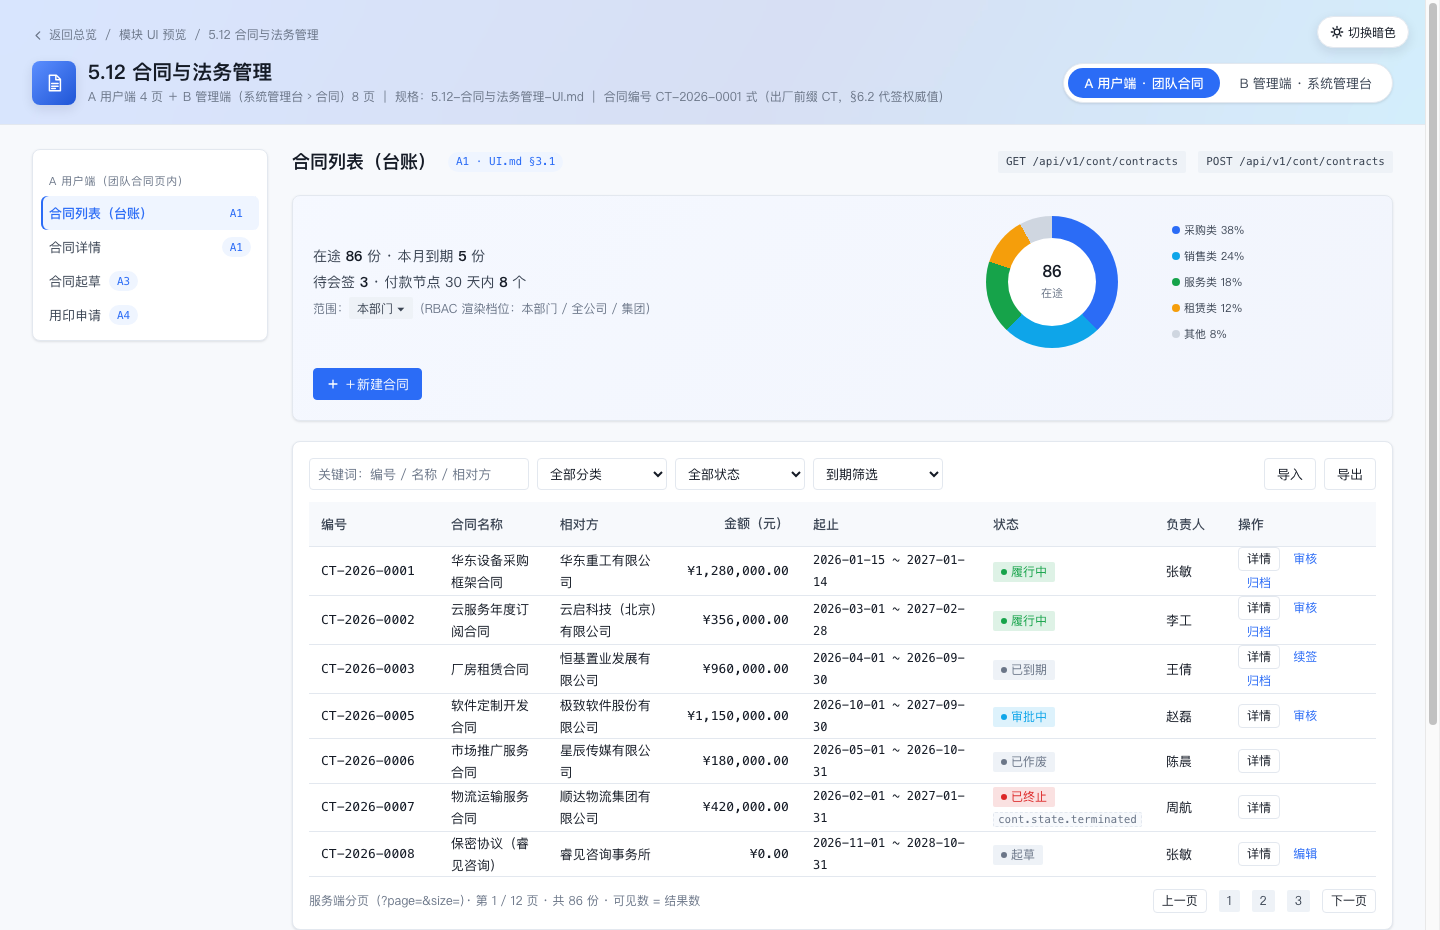 返回总览 / 模块 UI 预览 / 5.12 合同与法务管理
切换暗色
5.12 合同与法务管理
A 用户端 4 页 ＋ B 管理端（系统管理台 › 合同）8 页 ｜ 规格：5.12-合同与法务管理-UI.md ｜ 合同编号 CT-2026-0001 式（出厂前缀 CT，§6.2 代签权威值）
A 用户端 · 团队合同
B 管理端 · 系统管理台
A 用户端（团队合同页内）
合同列表（台账） A1
合同详情 A1
合同起草 A3
用印申请 A4
合同列表（台账） A1 · UI.md §3.1
GET /api/v1/cont/contracts
POST /api/v1/cont/contracts
在途 86 份 · 本月到期 5 份
待会签 3 · 付款节点 30 天内 8 个
范围： 本部门 （RBAC 渲染档位：本部门 / 全公司 / 集团）
＋新建合同
86
在途
采购类 38%
销售类 24%
服务类 18%
租赁类 12%
其他 8%
关键词：编号 / 名称 / 相对方 全部分类 全部状态 到期筛选 导入 导出
编号 合同名称 相对方 金额（元） 起止 状态 负责人 操作
CT-2026-0001 华东设备采购框架合同 华东重工有限公司 ¥1,280,000.00 2026-01-15 ~ 2027-01-14 履行中 张敏 详情 审核 归档
CT-2026-0002 云服务年度订阅合同 云启科技（北京）有限公司 ¥356,000.00 2026-03-01 ~ 2027-02-28 履行中 李工 详情 审核 归档
CT-2026-0003 厂房租赁合同 恒基置业发展有限公司 ¥960,000.00 2026-04-01 ~ 2026-09-30 已到期 王倩 详情 续签 归档
CT-2026-0005 软件定制开发合同 极致软件股份有限公司 ¥1,150,000.00 2026-10-01 ~ 2027-09-30 审批中 赵磊 详情 审核
CT-2026-0006 市场推广服务合同 星辰传媒有限公司 ¥180,000.00 2026-05-01 ~ 2026-10-31 已作废 陈晨 详情
CT-2026-0007 物流运输服务合同 顺达物流集团有限公司 ¥420,000.00 2026-02-01 ~ 2027-01-31 已终止 cont.state.terminated 周航 详情
CT-2026-0008 保密协议（睿见咨询） 睿见咨询事务所 ¥0.00 2026-11-01 ~ 2028-10-31 起草 张敏 详情 编辑
服务端分页（?page=&size=）· 第 1 / 12 页 · 共 86 份 · 可见数 = 结果数
上一页 1 2 3 下一页